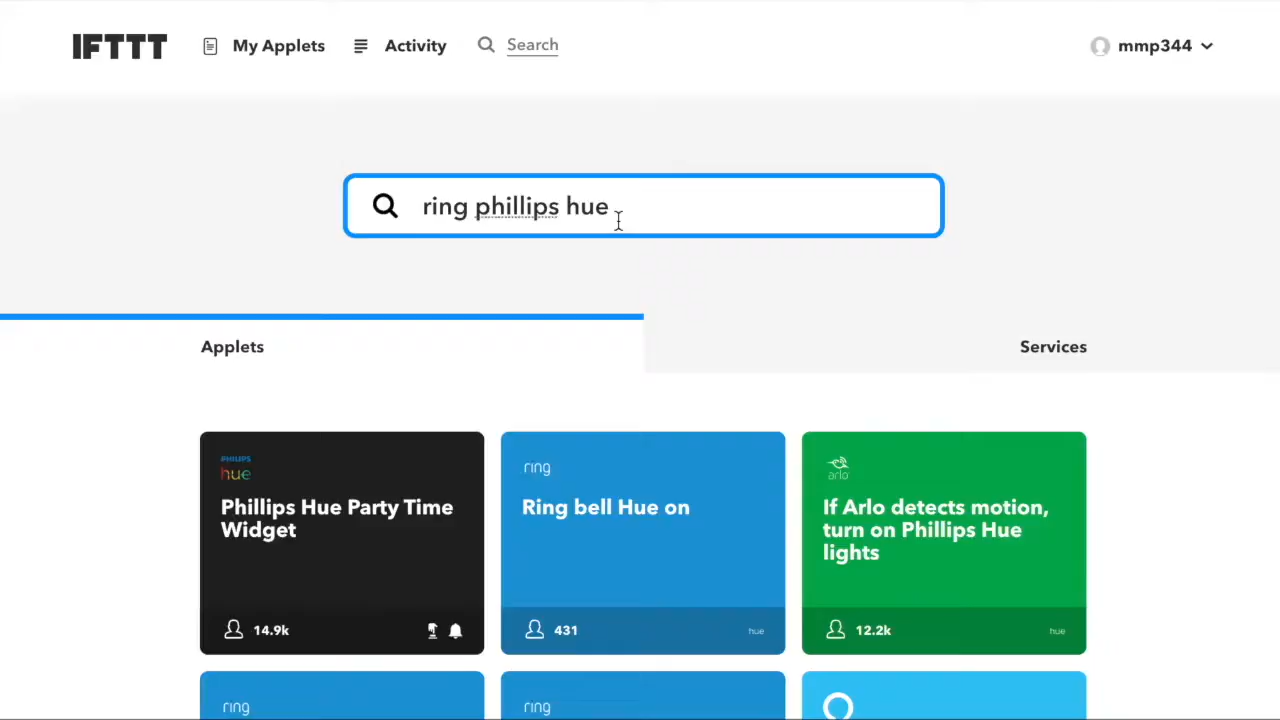 IFTTT My Applets Activity Search mmp344
ring phillips hue
Applets Services
PHILIPS
hue
Phillips Hue Party Time
Widget
14.9k
ring
Ring bell Hue on
431 hue
arlo
If Arlo detects motion,
turn on Phillips Hue
lights
12.2k hue
ring ring